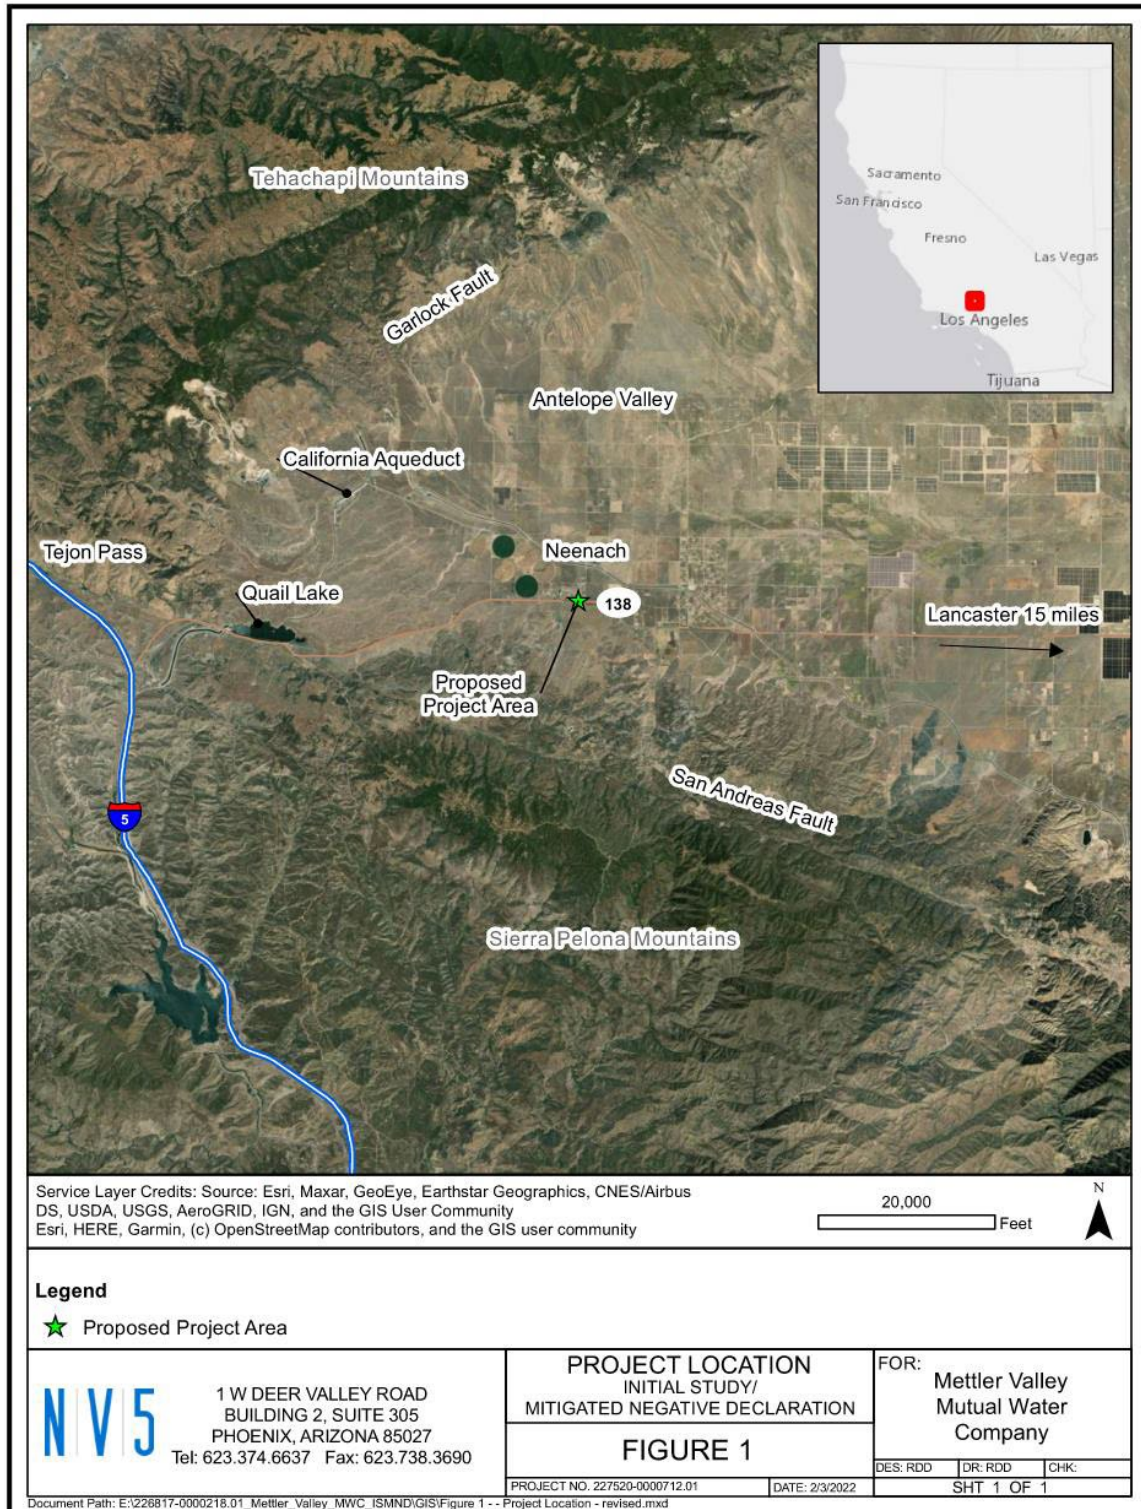 Tehachapi Mountains
Sacramento
San Francisco
Fresno
Las Vegas
Los Angeles
Tijuana
Garlock Fault
Antelope Valley
California Aqueduct
Tejon Pass
Neenach
Quail Lake
138
Lancaster 15 miles
Proposed
Project Area
San Andreas Fault
5
Sierra Pelona Mountains
Service Layer Credits: Source: Esri, Maxar, GeoEye, Earthstar Geographics, CNES/Airbus
DS, USDA, USGS, AeroGRID, IGN, and the GIS User Community
Esri, HERE, Garmin, (c) OpenStreetMap contributors, and the GIS user community
20,000
Feet
N
Legend
Proposed Project Area
NV5
1 W DEER VALLEY ROAD
BUILDING 2, SUITE 305
PHOENIX, ARIZONA 85027
Tel: 623.374.6637 Fax: 623.738.3690
PROJECT LOCATION
INITIAL STUDY/
MITIGATED NEGATIVE DECLARATION
FIGURE 1
PROJECT NO. 227520-0000712.01
DATE: 2/3/2022
FOR:
Mettler Valley
Mutual Water
Company
DES: RDD
DR: RDD
CHK:
SHT 1 OF 1
Document Path: E:\226817-0000218.01_Mettler_Valley_MWC_ISMND\GIS\Figure 1 - - Project Location - revised.mxd